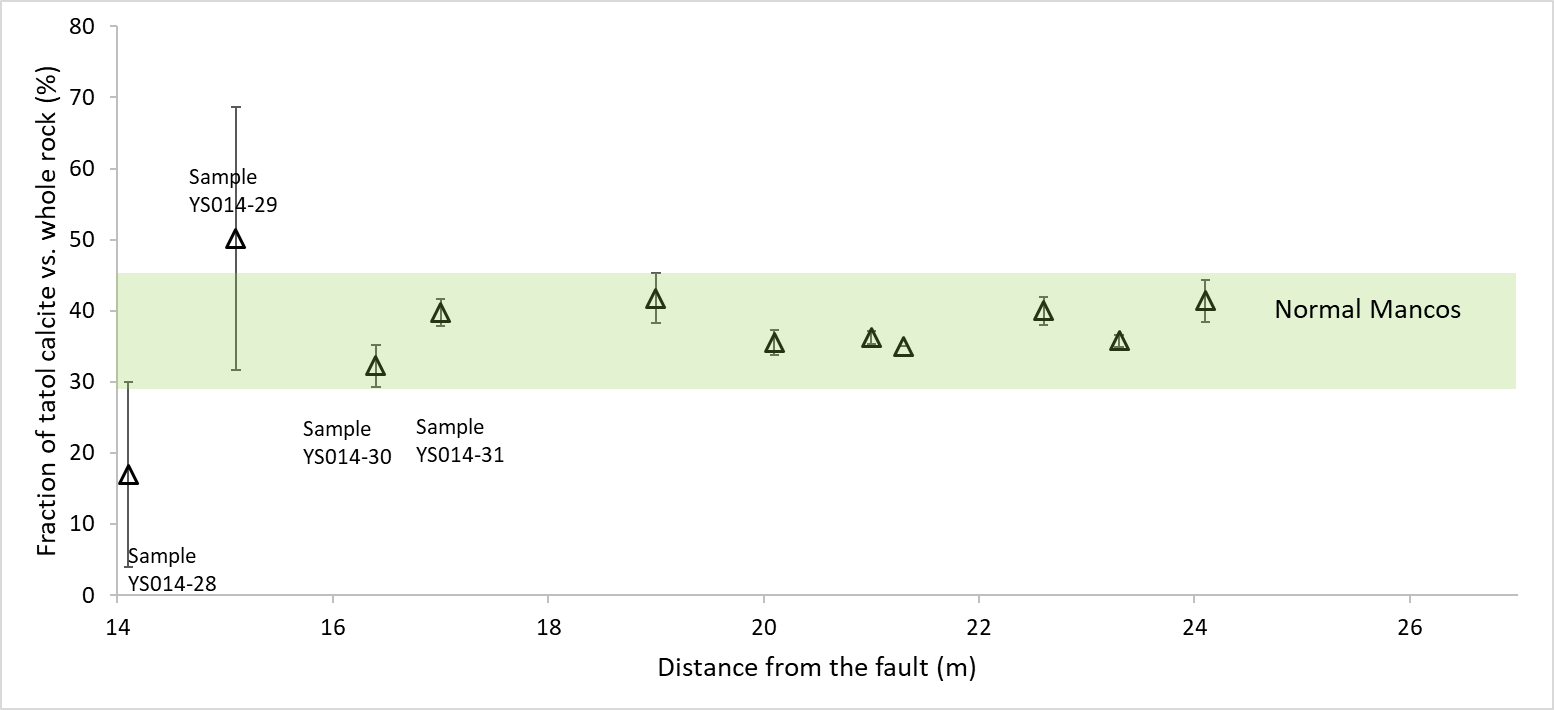 80
70
60
50
40
30
20
10
0
Fraction of tatol calcite vs. whole rock (%)
Sample
YS014-29
Normal Mancos
Sample
YS014-30
Sample
YS014-31
Sample
YS014-28
14 16 18 20 22 24 26
Distance from the fault (m)